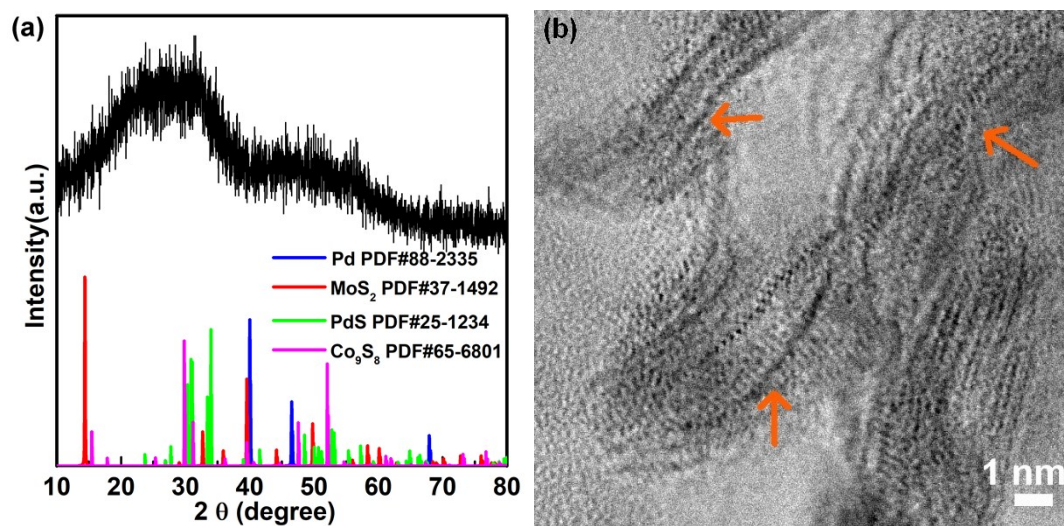 (a)
Intensity(a.u.)
Pd PDF#88-2335
MoS₂ PDF#37-1492
PdS PDF#25-1234
Co₉S₈ PDF#65-6801
10 20 30 40 50 60 70 80
2 θ (degree)
(b)
1 nm